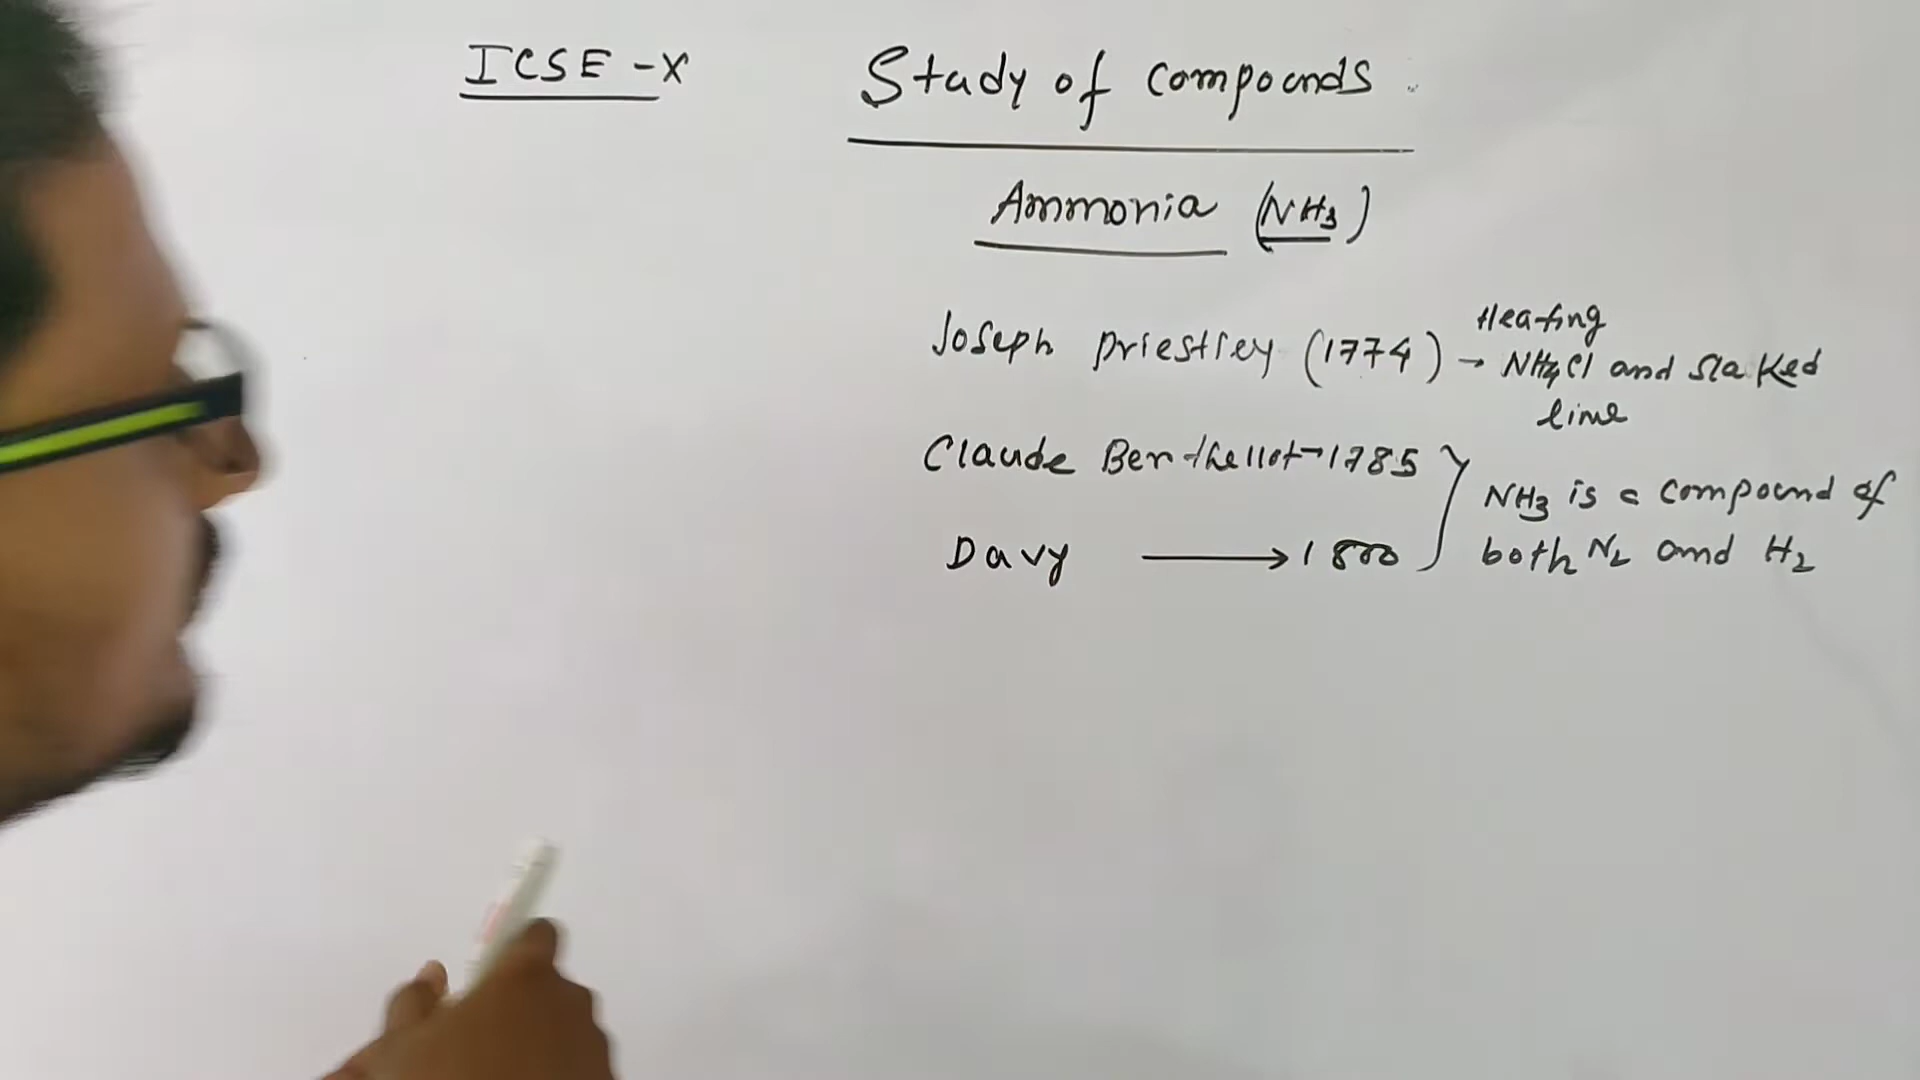 ICSE-X
Study of compounds
Ammonia (NH3)
Joseph Priestley (1774) → Heating
NH4Cl and slaked
lime
Claude Berthellot→1785
Davy → 1800
NH3 is a compound of
both N2 and H2